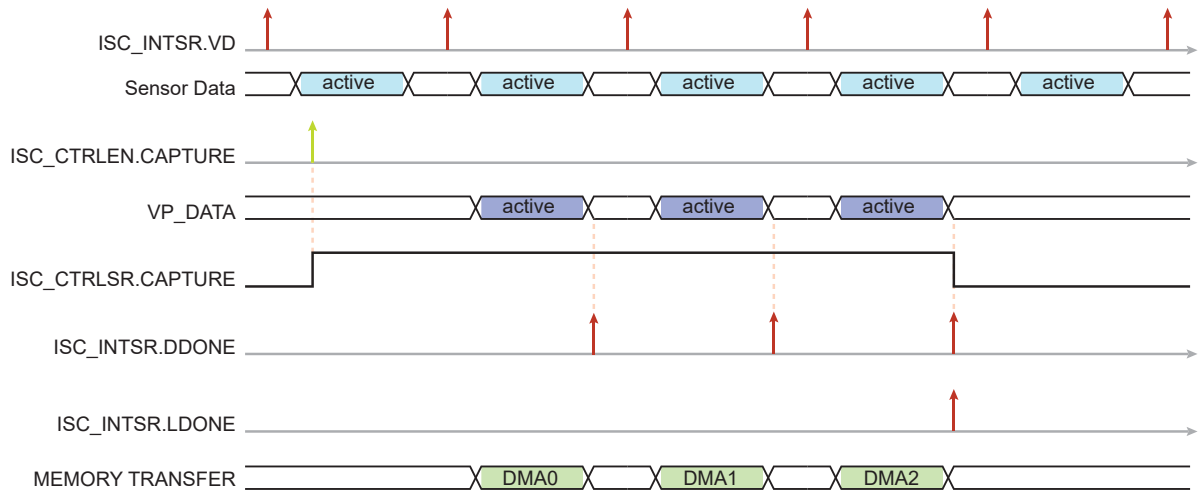 ISC_INTSR.VD
Sensor Data active active active active active
ISC_CTRLEN.CAPTURE
VP_DATA active active active
ISC_CTRLSR.CAPTURE
ISC_INTSR.DDONE
ISC_INTSR.LDONE
MEMORY TRANSFER DMA0 DMA1 DMA2